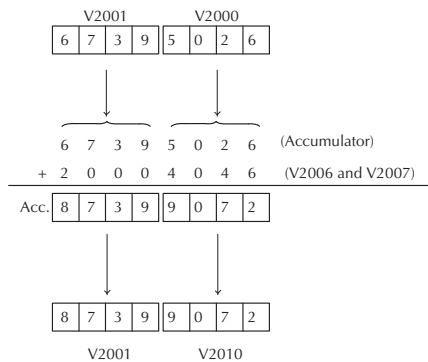 V2001 V2000
6 7 3 9 5 0 2 6
6 7 3 9 5 0 2 6 (Accumulator)
+ 2 0 0 0 4 0 4 6 (V2006 and V2007)
Acc. 8 7 3 9 9 0 7 2
8 7 3 9 9 0 7 2
V2001 V2010